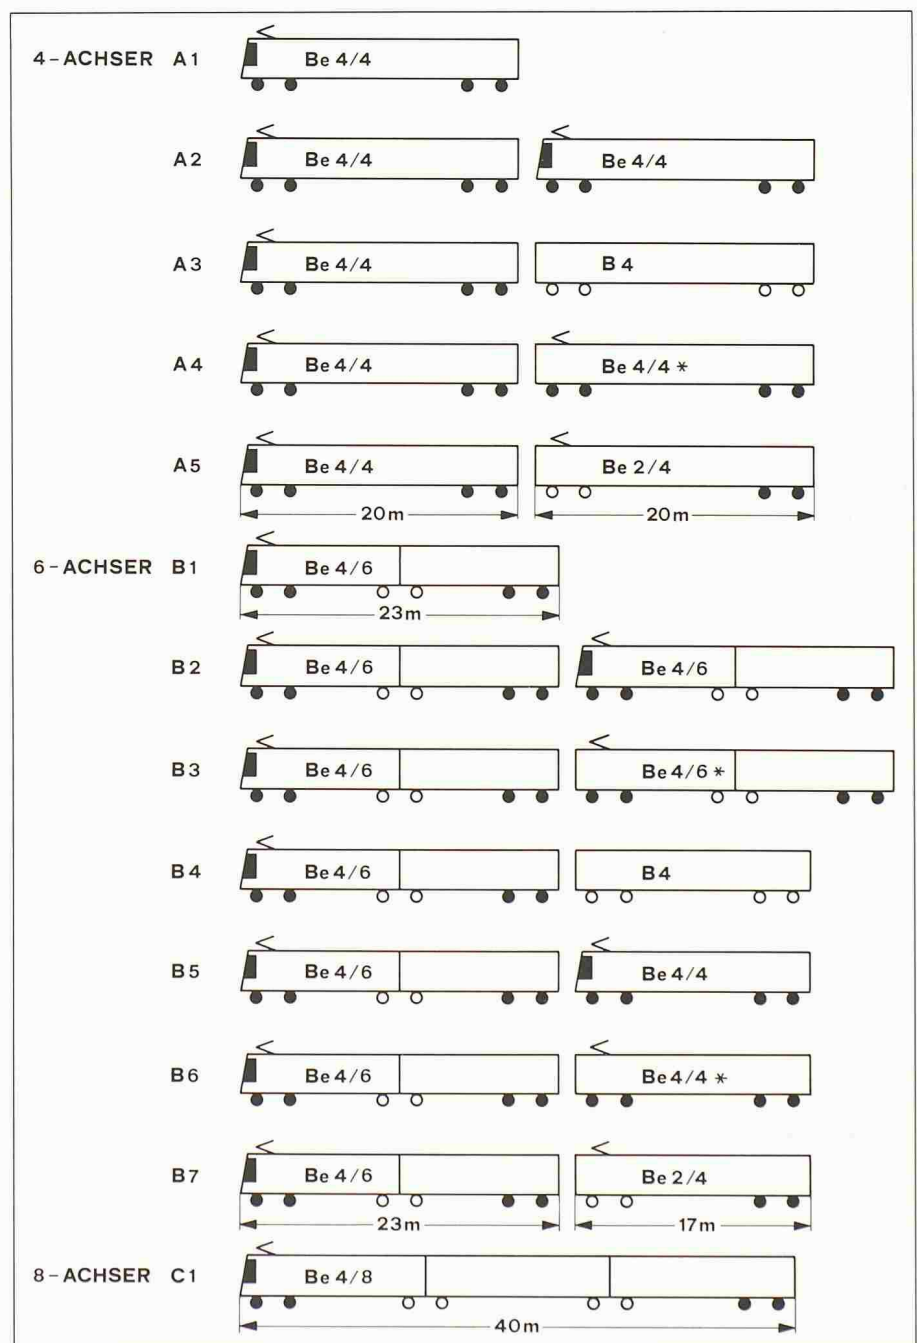 4-ACHSER A1 Be 4/4
A2 Be 4/4 Be 4/4
A3 Be 4/4 B 4
A4 Be 4/4 Be 4/4 *
A5 Be 4/4 Be 2/4
20m 20m
6-ACHSER B1 Be 4/6
23m
B2 Be 4/6 Be 4/6
B3 Be 4/6 Be 4/6 *
B4 Be 4/6 B 4
B5 Be 4/6 Be 4/4
B6 Be 4/6 Be 4/4 *
B7 Be 4/6 Be 2/4
23m 17m
8-ACHSER C1 Be 4/8
40m